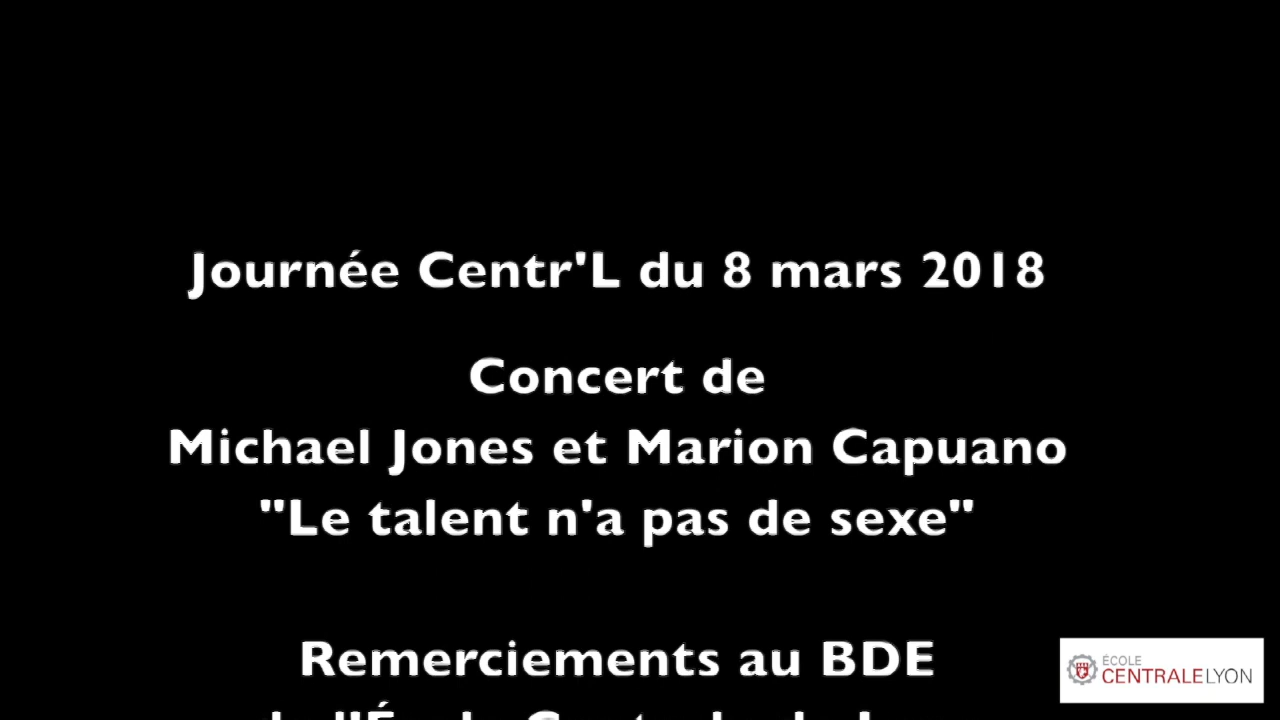 Journée Centr'L du 8 mars 2018
Concert de
Michael Jones et Marion Capuano
"Le talent n'a pas de sexe"
Remerciements au BDE
ÉCOLE
CENTRALELYON